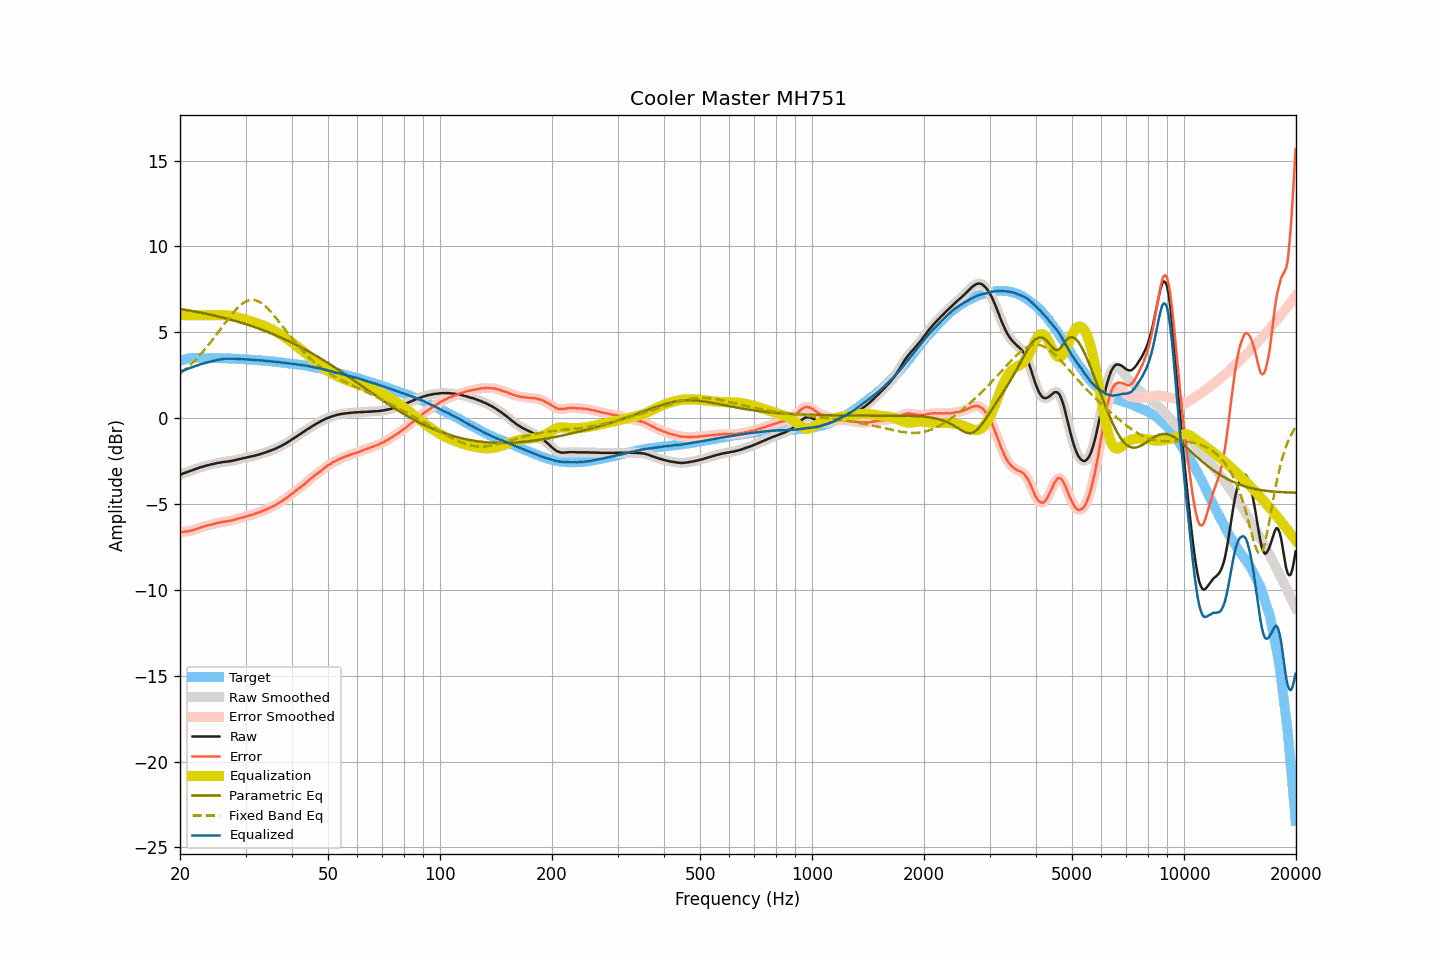 Cooler Master MH751
Amplitude (dBr)
15
10
5
0
−5
−10
−15
−20
−25
Target
Raw Smoothed
Error Smoothed
Raw
Error
Equalization
Parametric Eq
Fixed Band Eq
Equalized
20 50 100 200 500 1000 2000 5000 10000 20000
Frequency (Hz)